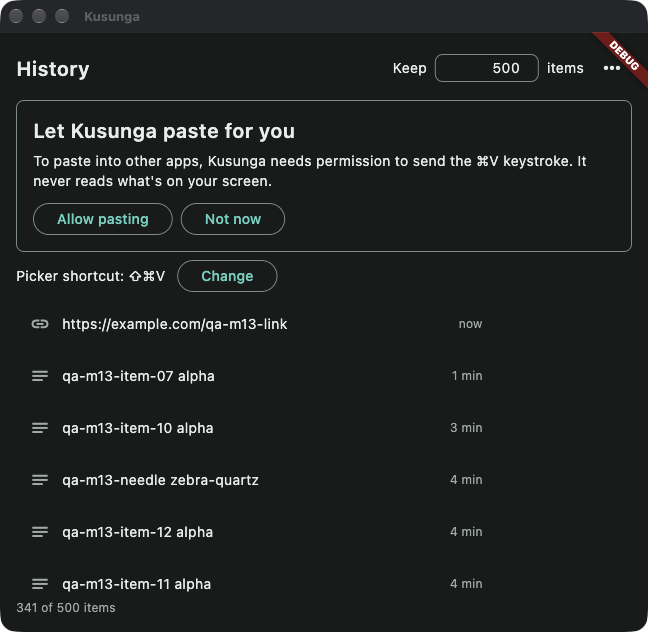 Kusunga
DEBUG
History
Keep 500 items •••
Let Kusunga paste for you
To paste into other apps, Kusunga needs permission to send the ⌘V keystroke. It
never reads what's on your screen.
Allow pasting Not now
Picker shortcut: ⇧⌘V Change
https://example.com/qa-m13-link now
qa-m13-item-07 alpha 1 min
qa-m13-item-10 alpha 3 min
qa-m13-needle zebra-quartz 4 min
qa-m13-item-12 alpha 4 min
qa-m13-item-11 alpha 4 min
341 of 500 items